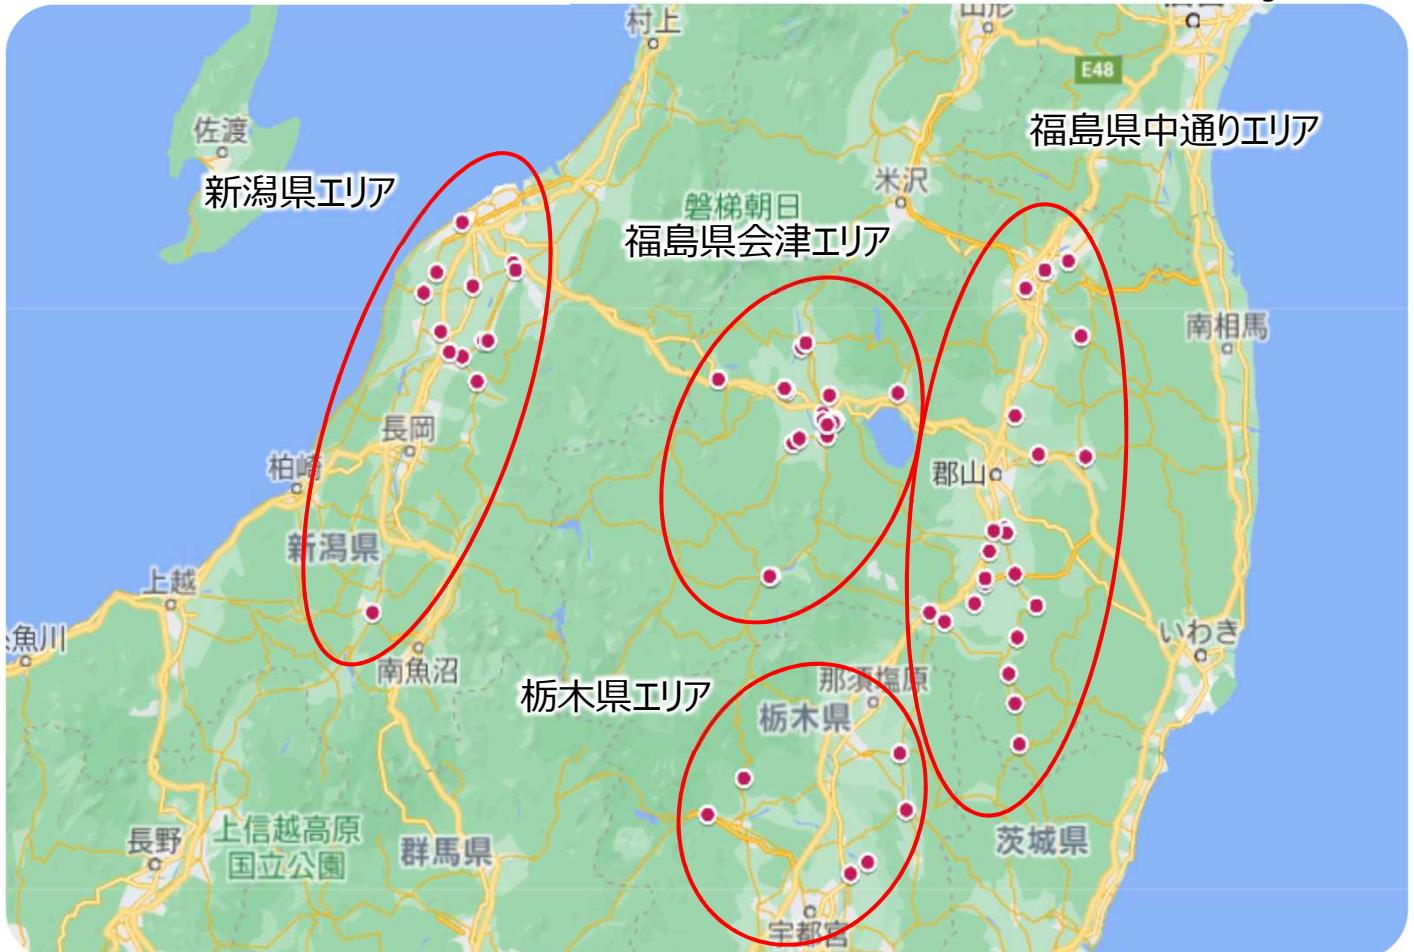 村上
山形
E48
佐渡
福島県中通りエリア
新潟県エリア
米沢
磐梯朝日
福島県会津エリア
南相馬
長岡
柏崎
郡山
新潟県
上越
いわき
魚川
南魚沼
那須塩原
栃木県エリア
栃木県
長野
上信越高原
国立公園
群馬県
茨城県
宇都宮